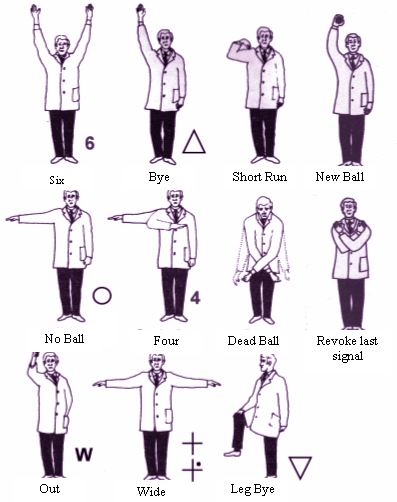 6
Six
Bye
Short Run
New Ball
No Ball
4
Four
Dead Ball
Revoke last
signal
Out
W
Wide
Leg Bye